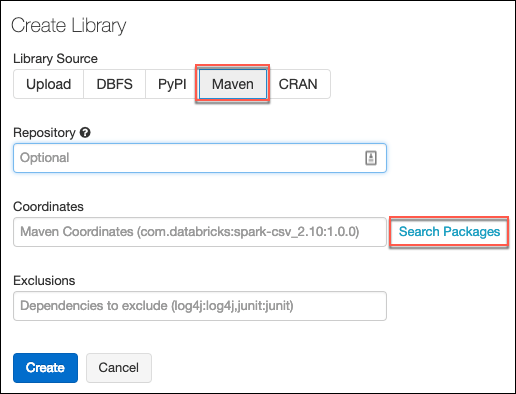 Create Library
Library Source
Upload DBFS PyPI Maven CRAN
Repository ?
Optional
Coordinates
Maven Coordinates (com.databricks:spark-csv_2.10:1.0.0) Search Packages
Exclusions
Dependencies to exclude (log4j:log4j,junit:junit)
Create Cancel